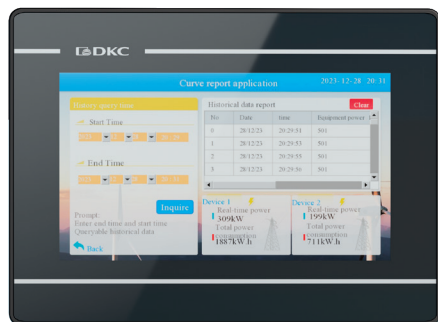 DKC
Curve report application
2023-12-28 20:31
History query time
Start Time
End Time
Inquire
Prompt:
Enter end time and start time
Queryable historical data
Back
Historical data report
Clear
No Date time Equipment power 1
0 28/12/23 20:29:54 501
1 28/12/23 20:29:55 501
2 28/12/23 20:29:55 501
3 28/12/23 20:29:56 501
Device 1
Real-time power
309kW
Total power
consumption
1887kW.h
Device 2
Real-time power
199kW
Total power
consumption
711kW.h